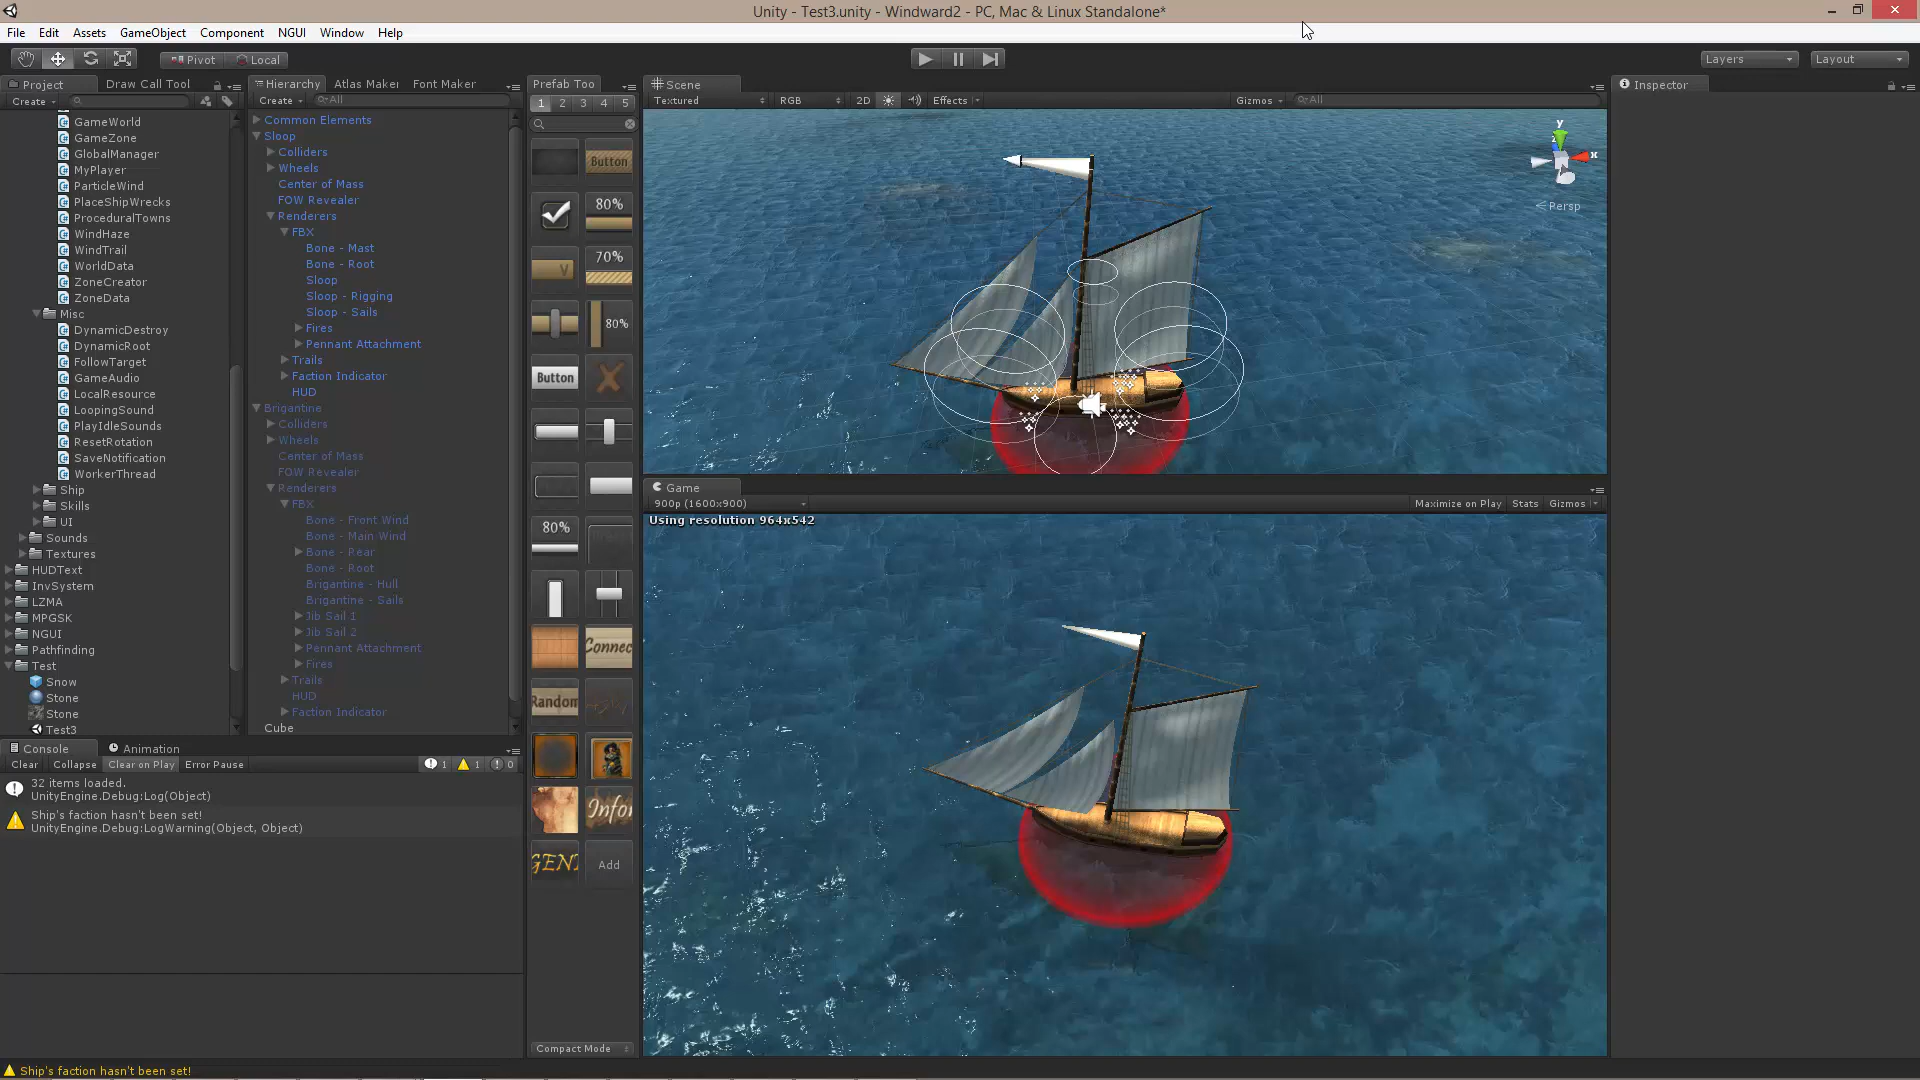 Unity - Test3.unity - Windward2 - PC, Mac & Linux Standalone*
File Edit Assets GameObject Component NGUI Window Help
Pivot Local Layers Layout
Project Draw Call Tool
Create
GameWorld
GameZone
GlobalManager
MyPlayer
ParticleWind
PlaceShipWrecks
ProceduralTowns
WindHaze
WindTrail
WorldData
ZoneCreator
ZoneData
Misc
DynamicDestroy
DynamicRoot
FollowTarget
GameAudio
LocalResource
LoopingSound
PlayIdleSounds
ResetRotation
SaveNotification
WorkerThread
Ship
Skills
UI
Sounds
Textures
HUDText
InvSystem
LZMA
MPGSK
NGUI
Pathfinding
Test
Snow
Stone
Stone
Test3
Hierarchy Atlas Maker Font Maker
Create All
Common Elements
Sloop
Colliders
Wheels
Center of Mass
FOW Revealer
Renderers
FBX
Bone - Mast
Bone - Root
Sloop
Sloop - Rigging
Sloop - Sails
Fires
Pennant Attachment
Trails
Faction Indicator
HUD
Brigantine
Colliders
Wheels
Center of Mass
FOW Revealer
Renderers
FBX
Bone - Front Wind
Bone - Main Wind
Bone - Rear
Bone - Root
Brigantine - Hull
Brigantine - Sails
Jib Sail 1
Jib Sail 2
Pennant Attachment
Fires
Trails
HUD
Faction Indicator
Cube
Prefab Too
1 2 3 4 5
Button
80%
V 70%
80%
Button
80%
Connec
Random
Infor
GENI Add
Compact Mode
Scene
Textured RGB 2D Effects Gizmos All
y
x
Persp
Game
900p (1600x900) Maximize on Play Stats Gizmos
Using resolution 964x542
Inspector
Console Animation
Clear Collapse Clear on Play Error Pause 1 1 0
32 items loaded.
UnityEngine.Debug:Log(Object)
Ship's faction hasn't been set!
UnityEngine.Debug:LogWarning(Object, Object)
Ship's faction hasn't been set!